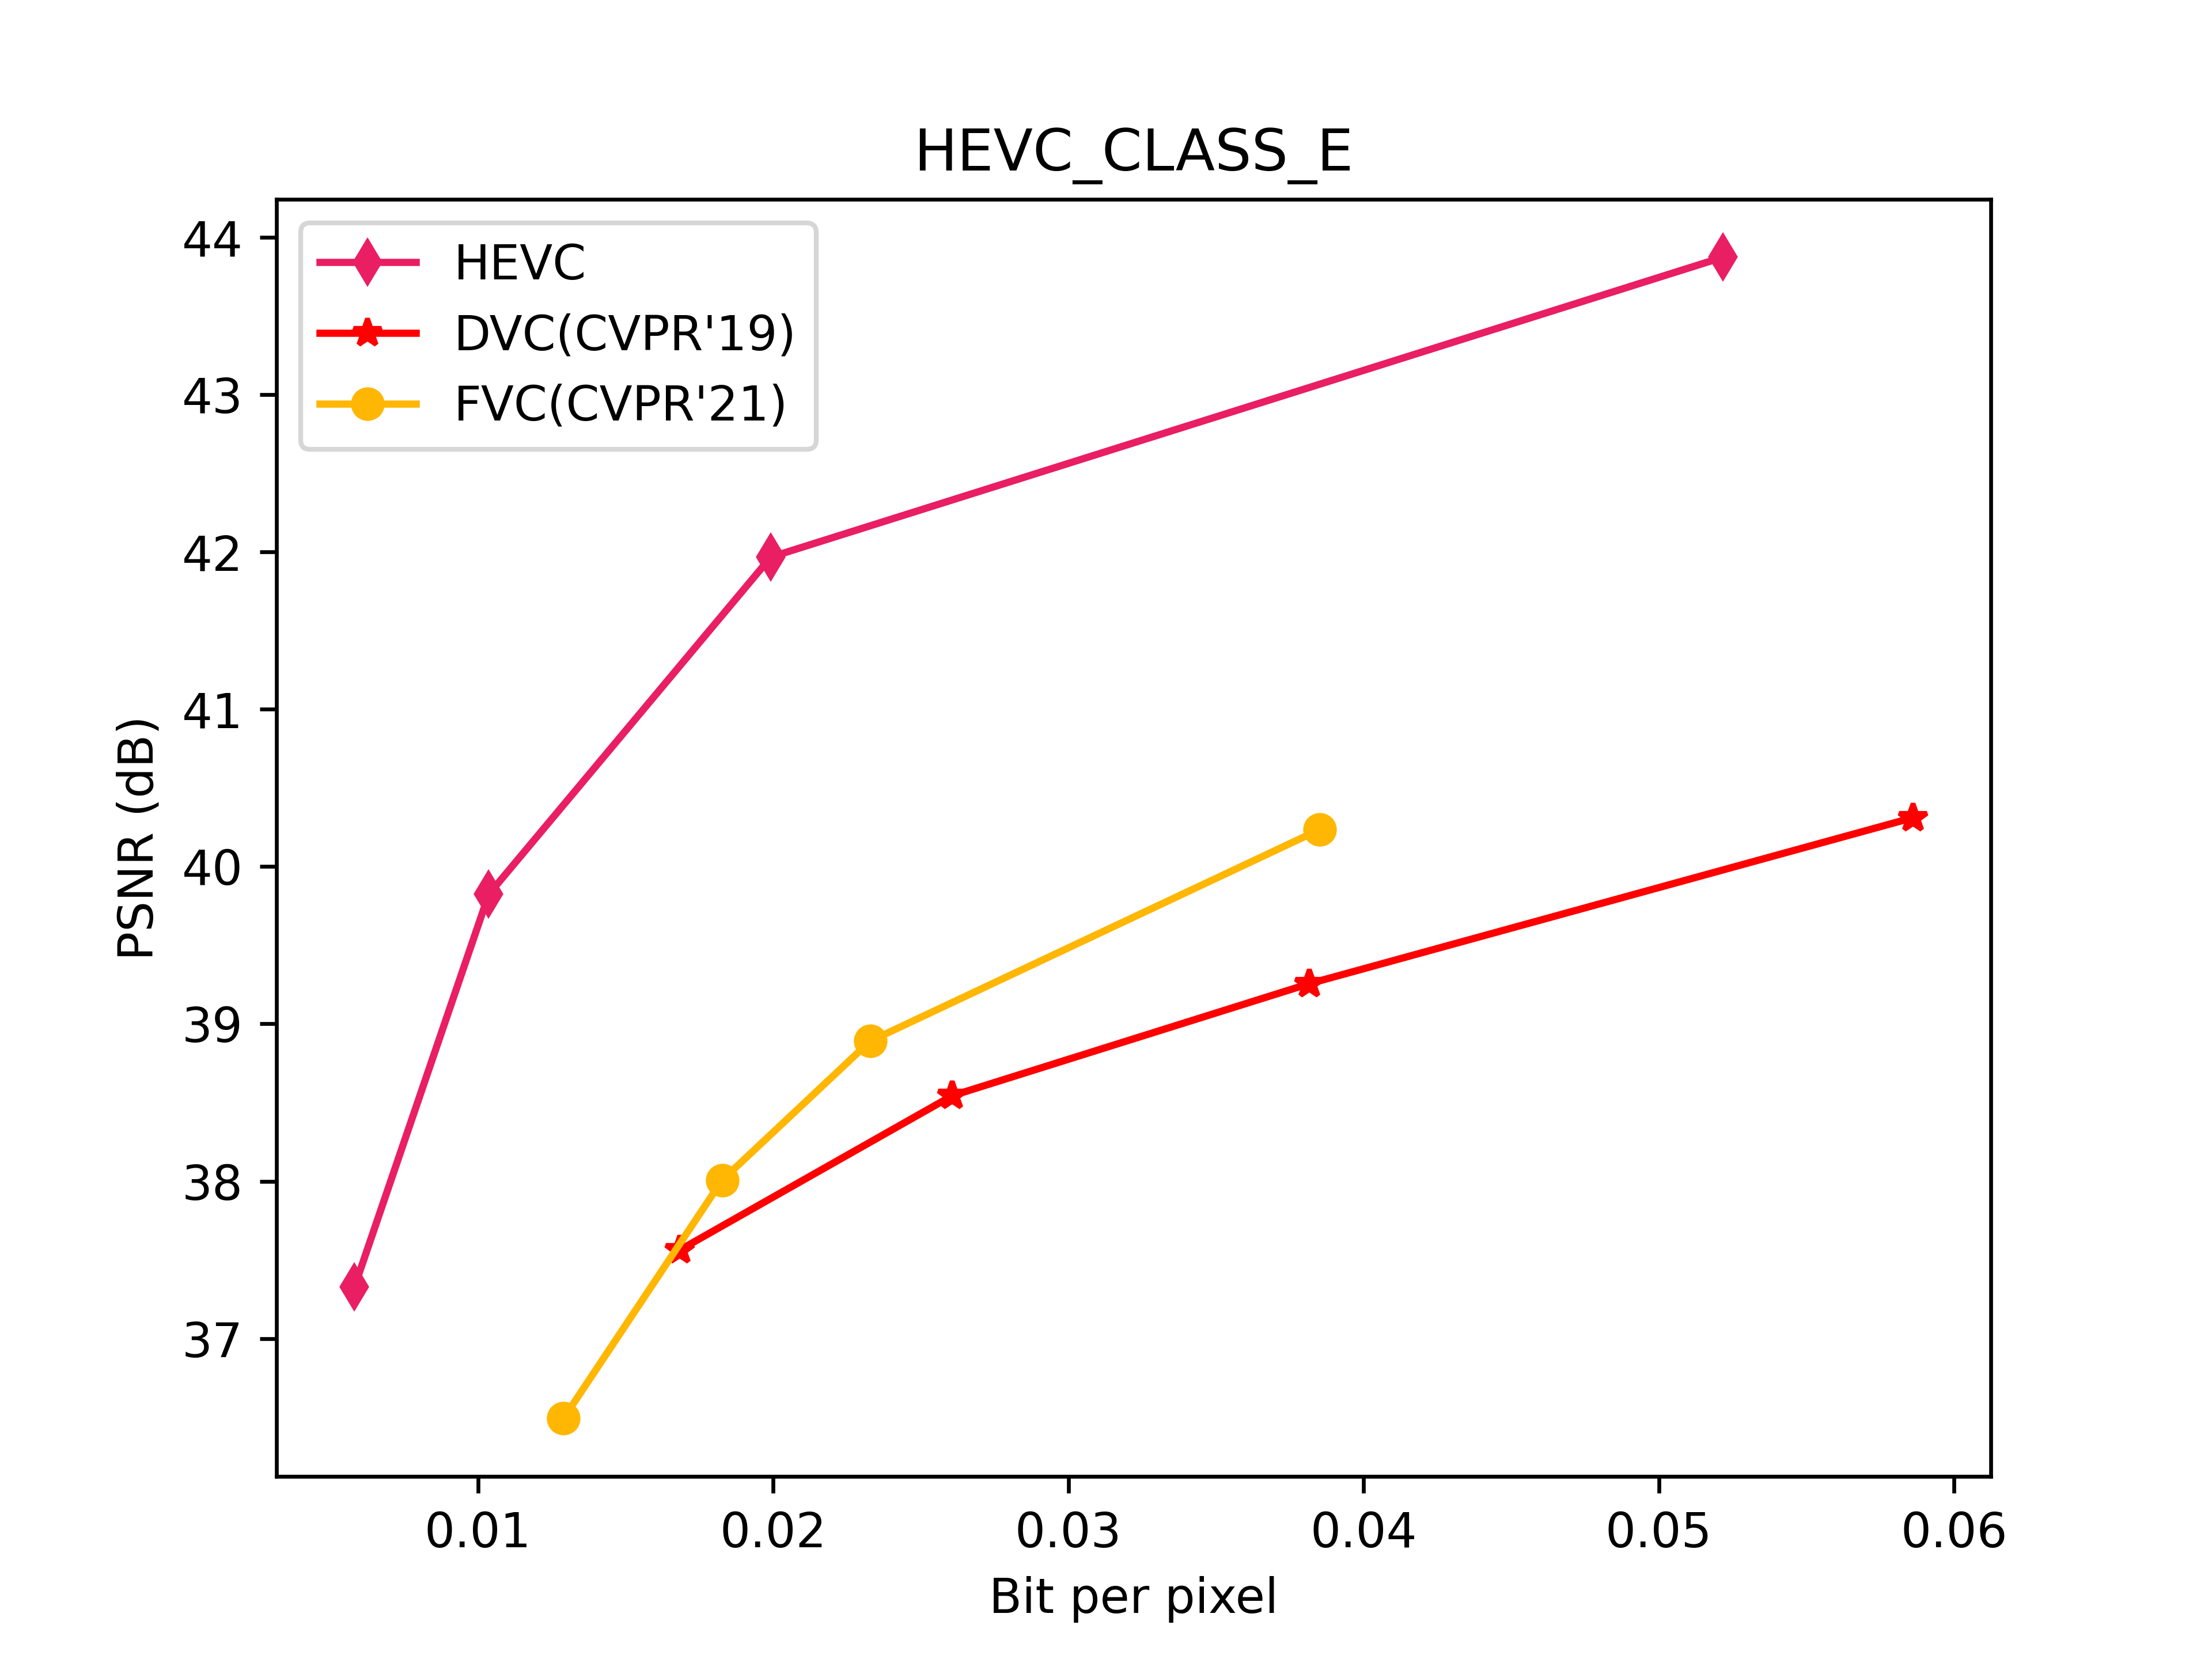 HEVC_CLASS_E
HEVC
DVC(CVPR'19)
FVC(CVPR'21)
44
43
42
41
40
39
38
37
PSNR (dB)
0.01 0.02 0.03 0.04 0.05 0.06
Bit per pixel